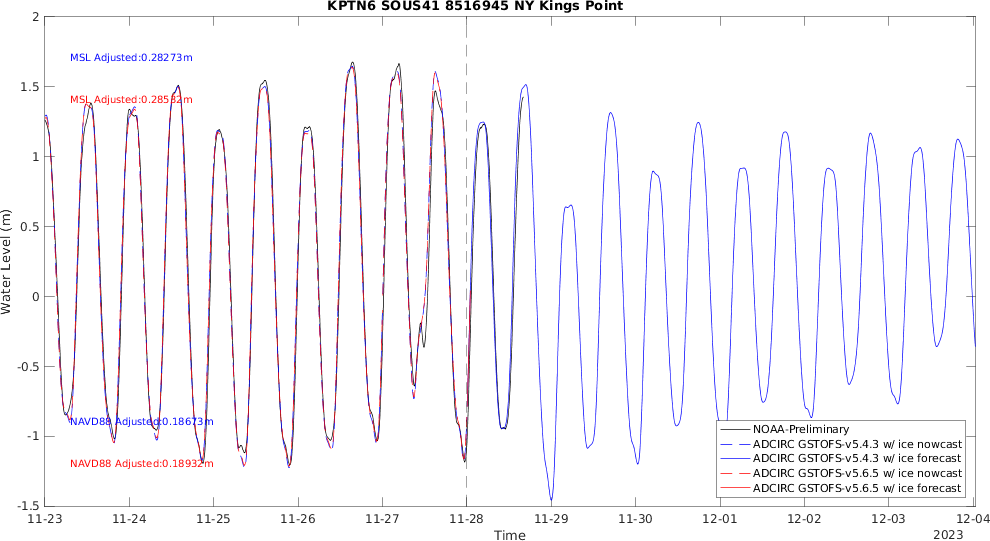 KPTN6 SOUS41 8516945 NY Kings Point
2
1.5
1
0.5
0
-0.5
-1
-1.5
Water Level (m)
MSL Adjusted:0.28273m
MSL Adjusted:0.28532m
NAVD88 Adjusted:0.18673m
NAVD88 Adjusted:0.18932m
NOAA-Preliminary
ADCIRC GSTOFS-v5.4.3 w/ ice nowcast
ADCIRC GSTOFS-v5.4.3 w/ ice forecast
ADCIRC GSTOFS-v5.6.5 w/ ice nowcast
ADCIRC GSTOFS-v5.6.5 w/ ice forecast
11-23 11-24 11-25 11-26 11-27 11-28 11-29 11-30 12-01 12-02 12-03 12-04
Time
2023